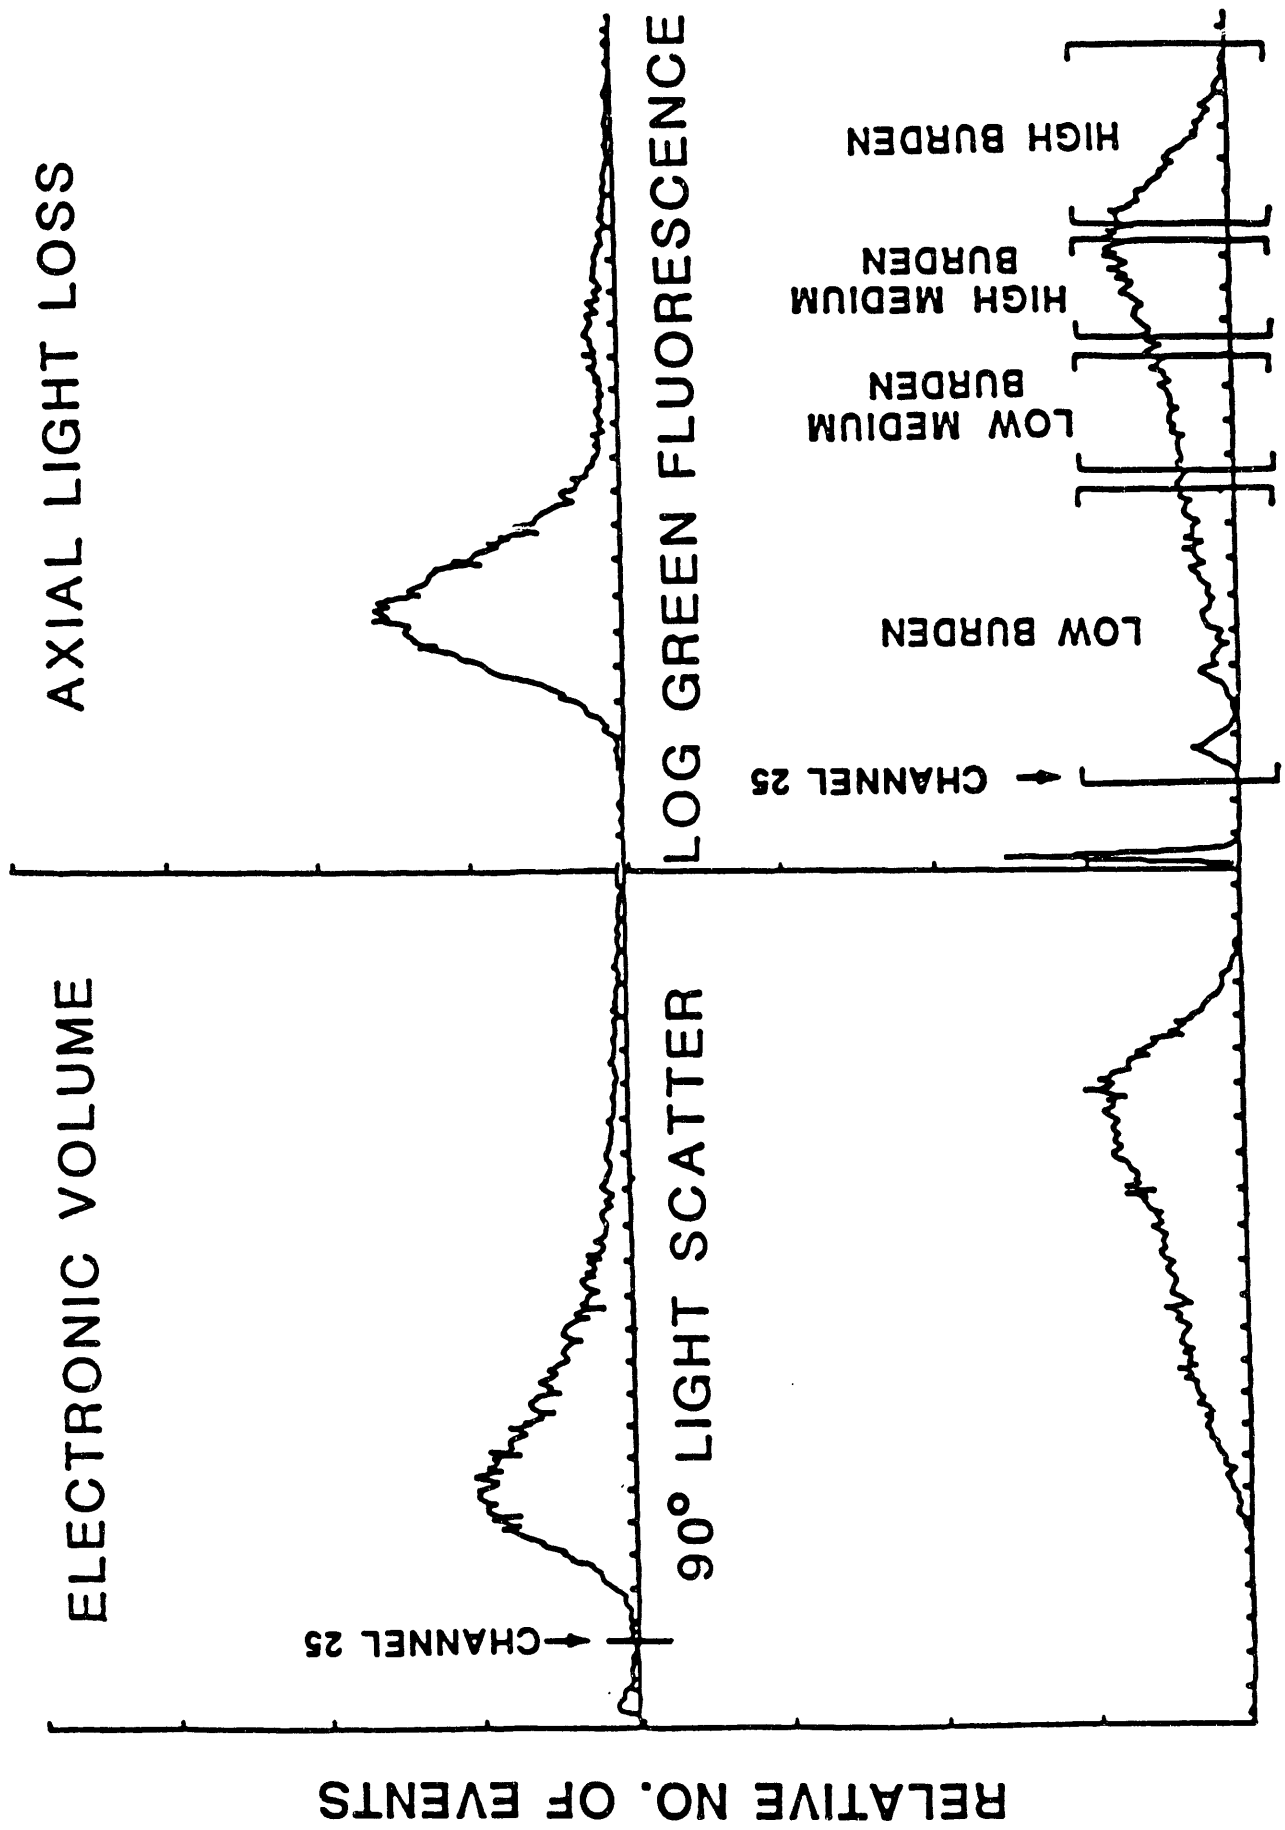 RELATIVE NO. OF EVENTS
ELECTRONIC VOLUME
CHANNEL 25
AXIAL LIGHT LOSS
90° LIGHT SCATTER
LOG GREEN FLUORESCENCE
CHANNEL 25
LOW BURDEN
LOW MEDIUM
BURDEN
HIGH MEDIUM
BURDEN
HIGH BURDEN